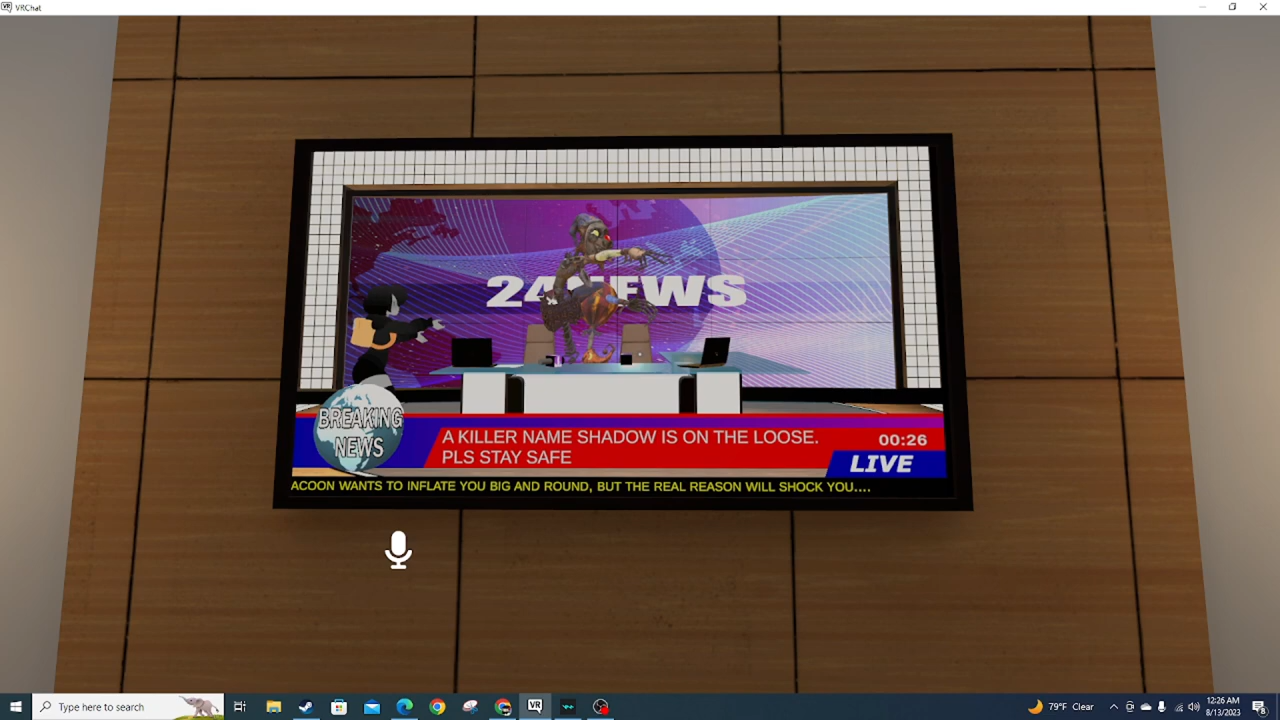 VRChat
24NEWS
BREAKING
NEWS
A KILLER NAME SHADOW IS ON THE LOOSE.
PLS STAY SAFE
00:26
LIVE
ACOON WANTS TO INFLATE YOU BIG AND ROUND, BUT THE REAL REASON WILL SHOCK YOU....
Type here to search
79°F Clear
12:26 AM
8/13/2023